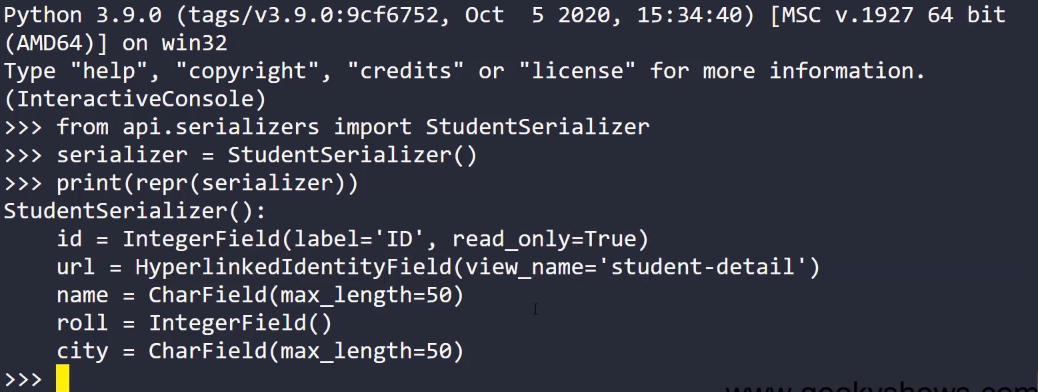 Python 3.9.0 (tags/v3.9.0:9cf6752, Oct  5 2020, 15:34:40) [MSC v.1927 64 bit
(AMD64)] on win32
Type "help", "copyright", "credits" or "license" for more information.
(InteractiveConsole)
>>> from api.serializers import StudentSerializer
>>> serializer = StudentSerializer()
>>> print(repr(serializer))
StudentSerializer():
    id = IntegerField(label='ID', read_only=True)
    url = HyperlinkedIdentityField(view_name='student-detail')
    name = CharField(max_length=50)
    roll = IntegerField()
    city = CharField(max_length=50)
>>>
www.geekyshows.com